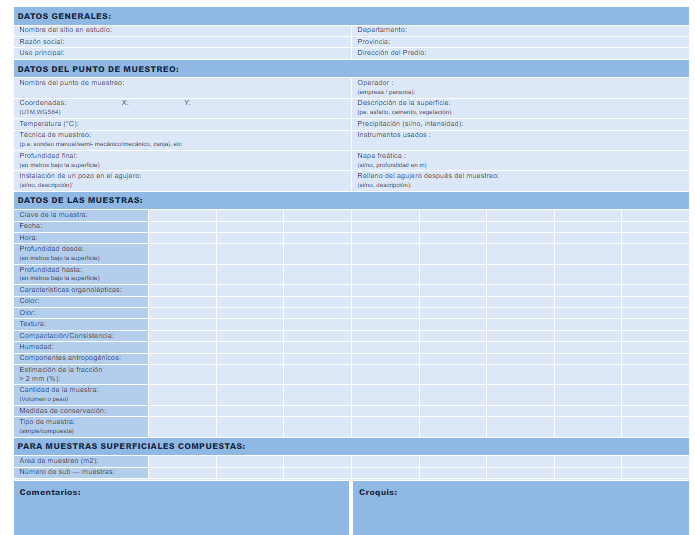 DATOS GENERALES:
Nombre del sitio en estudio: Departamento:
Razón social: Provincia:
Uso principal: Dirección del Predio:
DATOS DEL PUNTO DE MUESTREO:
Nombre del punto de muestreo: Operador :
(empresa / persona):
Coordenadas: X: Y: Descripción de la superficie:
(UTM,WGS84) (pe. asfalto, cemento, vegetación)
Temperatura (°C): Precipitación (si/no, intensidad):
Técnica de muestreo: Instrumentos usados :
(p.e. sondeo manual/semi- mecánico/mecánico, zanja), etc
Profundidad final: Napa freática :
(en metros bajo la superficie) (si/no, profundidad en m)
Instalación de un pozo en el agujero: Relleno del agujero después del muestreo:
(si/no, descripción)' (si/no, descripción)
DATOS DE LAS MUESTRAS:
Clave de la muestra:
Fecha:
Hora:
Profundidad desde:
(en metros bajo la superficie)
Profundidad hasta:
(en metros bajo la superficie)
Características organolépticas:
Color:
Olor:
Textura:
Compactación/Consistencia:
Humedad:
Componentes antropogénicos:
Estimación de la fracción
> 2 mm (%):
Cantidad de la muestra:
(Volumen o peso)
Medidas de conservación:
Tipo de muestra:
(simple/compuesta)
PARA MUESTRAS SUPERFICIALES COMPUESTAS:
Área de muestreo (m2):
Número de sub — muestras:
Comentarios: Croquis: